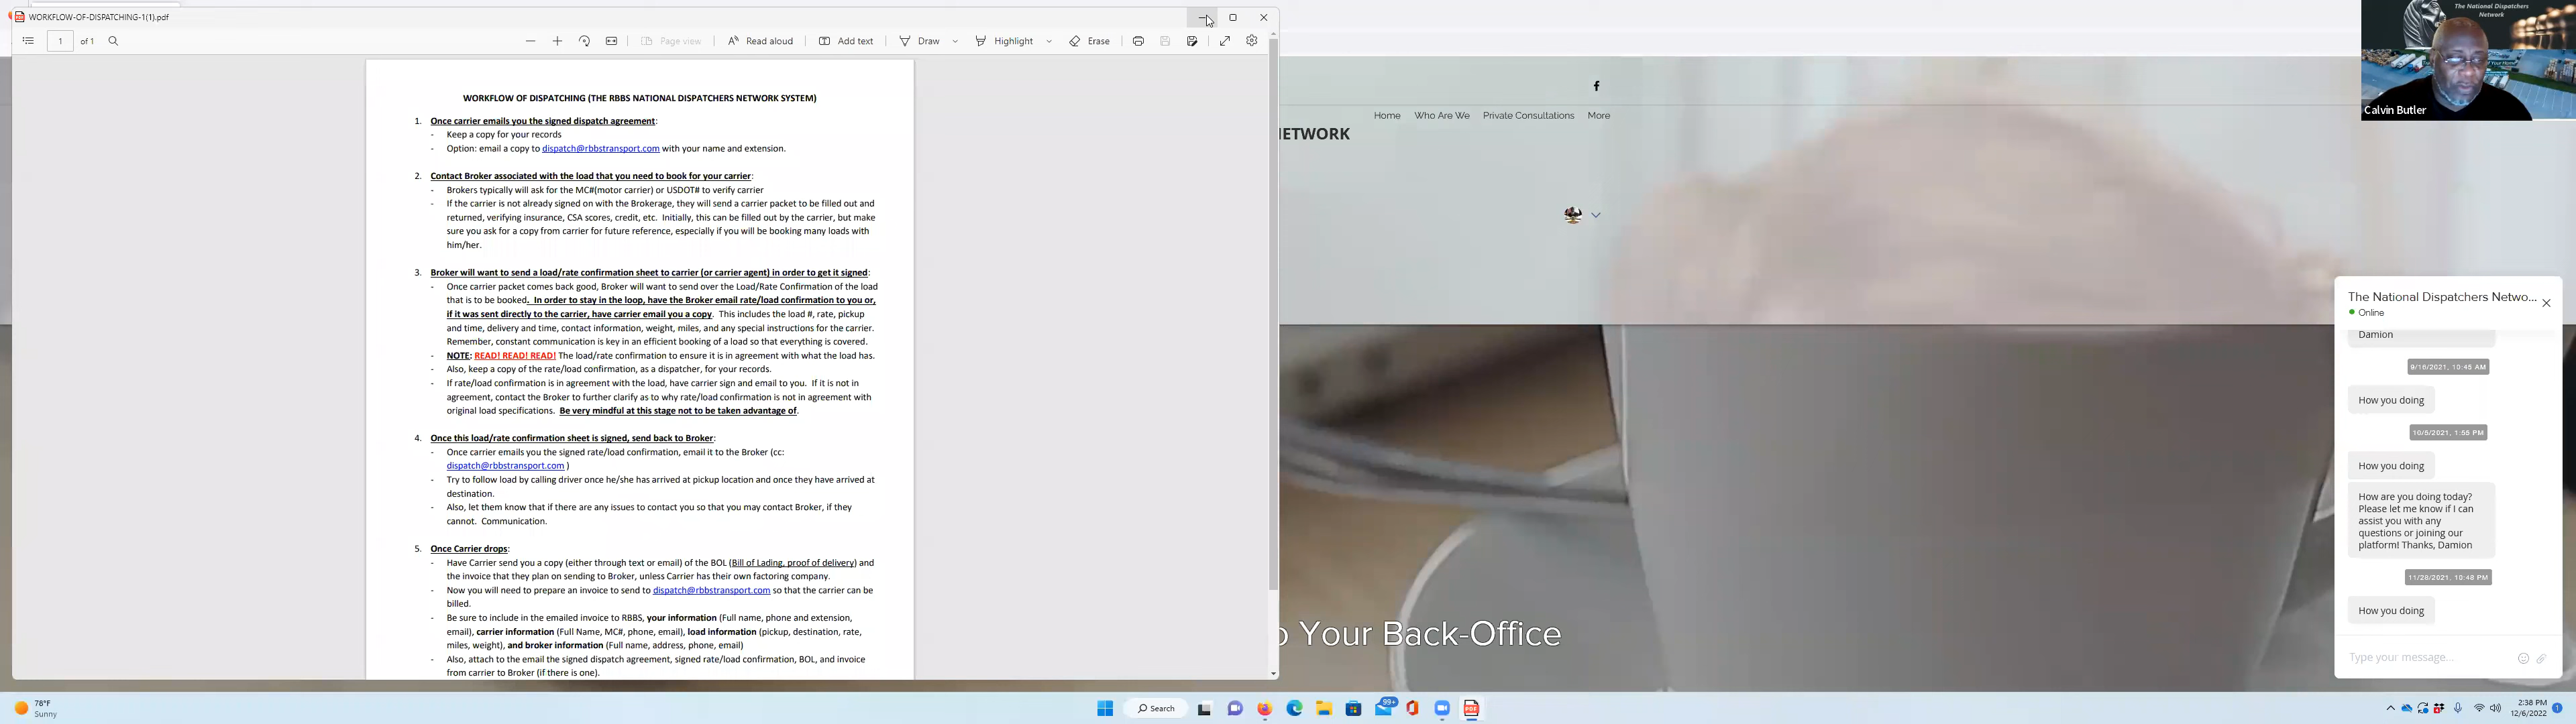 WORKFLOW-OF-DISPATCHING-1(1).pdf
1 of 1
Page view
Read aloud
Add text
Draw
Highlight
Erase
WORKFLOW OF DISPATCHING (THE RBBS NATIONAL DISPATCHERS NETWORK SYSTEM)
1. Once carrier emails you the signed dispatch agreement:
- Keep a copy for your records
- Option: email a copy to dispatch@rbbstransport.com with your name and extension.
2. Contact Broker associated with the load that you need to book for your carrier:
- Brokers typically will ask for the MC#(motor carrier) or USDOT# to verify carrier
- If the carrier is not already signed on with the Brokerage, they will send a carrier packet to be filled out and
returned, verifying insurance, CSA scores, credit, etc. Initially, this can be filled out by the carrier, but make
sure you ask for a copy from carrier for future reference, especially if you will be booking many loads with
him/her.
3. Broker will want to send a load/rate confirmation sheet to carrier (or carrier agent) in order to get it signed:
- Once carrier packet comes back good, Broker will want to send over the Load/Rate Confirmation of the load
that is to be booked. In order to stay in the loop, have the Broker email rate/load confirmation to you or,
if it was sent directly to the carrier, have carrier email you a copy. This includes the load #, rate, pickup
and time, delivery and time, contact information, weight, miles, and any special instructions for the carrier.
Remember, constant communication is key in an efficient booking of a load so that everything is covered.
- NOTE: READ! READ! READ! The load/rate confirmation to ensure it is in agreement with what the load has.
- Also, keep a copy of the rate/load confirmation, as a dispatcher, for your records.
- If rate/load confirmation is in agreement with the load, have carrier sign and email to you. If it is not in
agreement, contact the Broker to further clarify as to why rate/load confirmation is not in agreement with
original load specifications. Be very mindful at this stage not to be taken advantage of.
4. Once this load/rate confirmation sheet is signed, send back to Broker:
- Once carrier emails you the signed rate/load confirmation, email it to the Broker (cc:
dispatch@rbbstransport.com )
- Try to follow load by calling driver once he/she has arrived at pickup location and once they have arrived at
destination.
- Also, let them know that if there are any issues to contact you so that you may contact Broker, if they
cannot. Communication.
5. Once Carrier drops:
- Have Carrier send you a copy (either through text or email) of the BOL (Bill of Lading, proof of delivery) and
the invoice that they plan on sending to Broker, unless Carrier has their own factoring company.
- Now you will need to prepare an invoice to send to dispatch@rbbstransport.com so that the carrier can be
billed.
- Be sure to include in the emailed invoice to RBBS, your information (Full name, phone and extension,
email), carrier information (Full Name, MC#, phone, email), load information (pickup, destination, rate,
miles, weight), and broker information (Full name, address, phone, email)
- Also, attach to the email the signed dispatch agreement, signed rate/load confirmation, BOL, and invoice
from carrier to Broker (if there is one).
Home Who Are We Private Consultations More
NETWORK
Your Back-Office
The National Dispatchers
Network
Calvin Butler
The National Dispatchers Netwo...
Online
Damion
9/16/2021, 10:45 AM
How you doing
10/5/2021, 1:56 PM
How you doing
How are you doing today?
Please let me know if I can
assist you with any
questions or joining our
platform! Thanks, Damion
11/28/2021, 10:48 PM
How you doing
Type your message...
78°F
Sunny
Search
99+
2:38 PM
12/6/2022
1